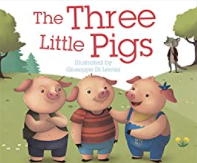 The Three
Little Pigs
Illustrated by
Giuseppe Di Lernia